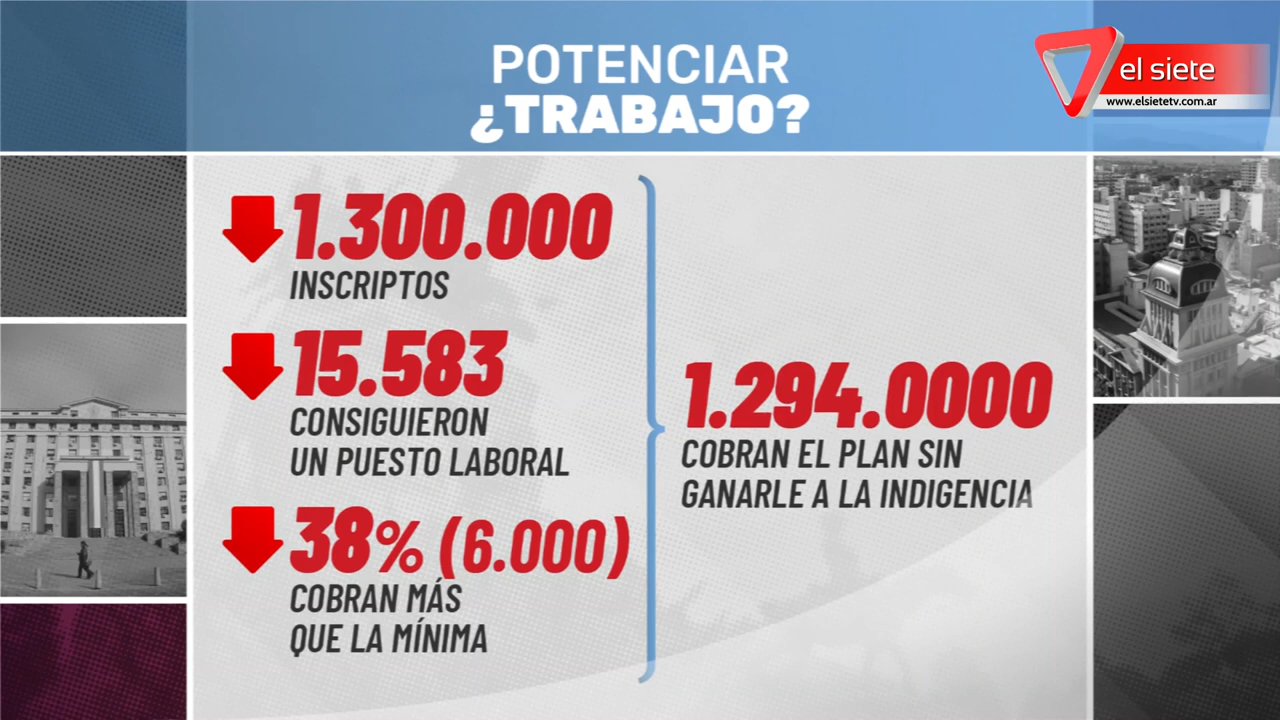 POTENCIAR
¿TRABAJO?
el siete
www.elsietetv.com.ar
1.300.000
INSCRIPTOS
15.583
CONSIGUIERON
UN PUESTO LABORAL
38% (6.000)
COBRAN MÁS
QUE LA MÍNIMA
1.294.0000
COBRAN EL PLAN SIN
GANARLE A LA INDIGENCIA